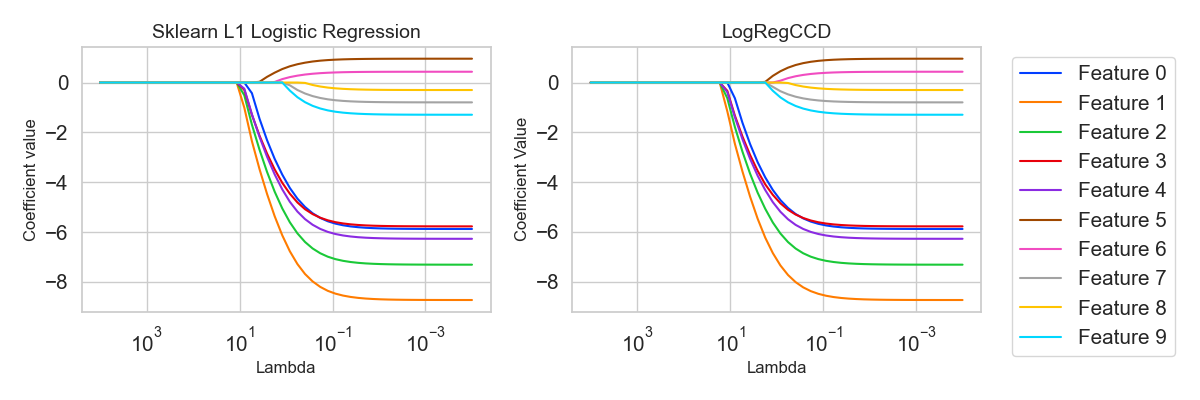 Sklearn L1 Logistic Regression
Coefficient value
0
−2
−4
−6
−8
10³ 10¹ 10⁻¹ 10⁻³
Lambda
LogRegCCD
Coefficient Value
0
−2
−4
−6
−8
10³ 10¹ 10⁻¹ 10⁻³
Lambda
Feature 0
Feature 1
Feature 2
Feature 3
Feature 4
Feature 5
Feature 6
Feature 7
Feature 8
Feature 9